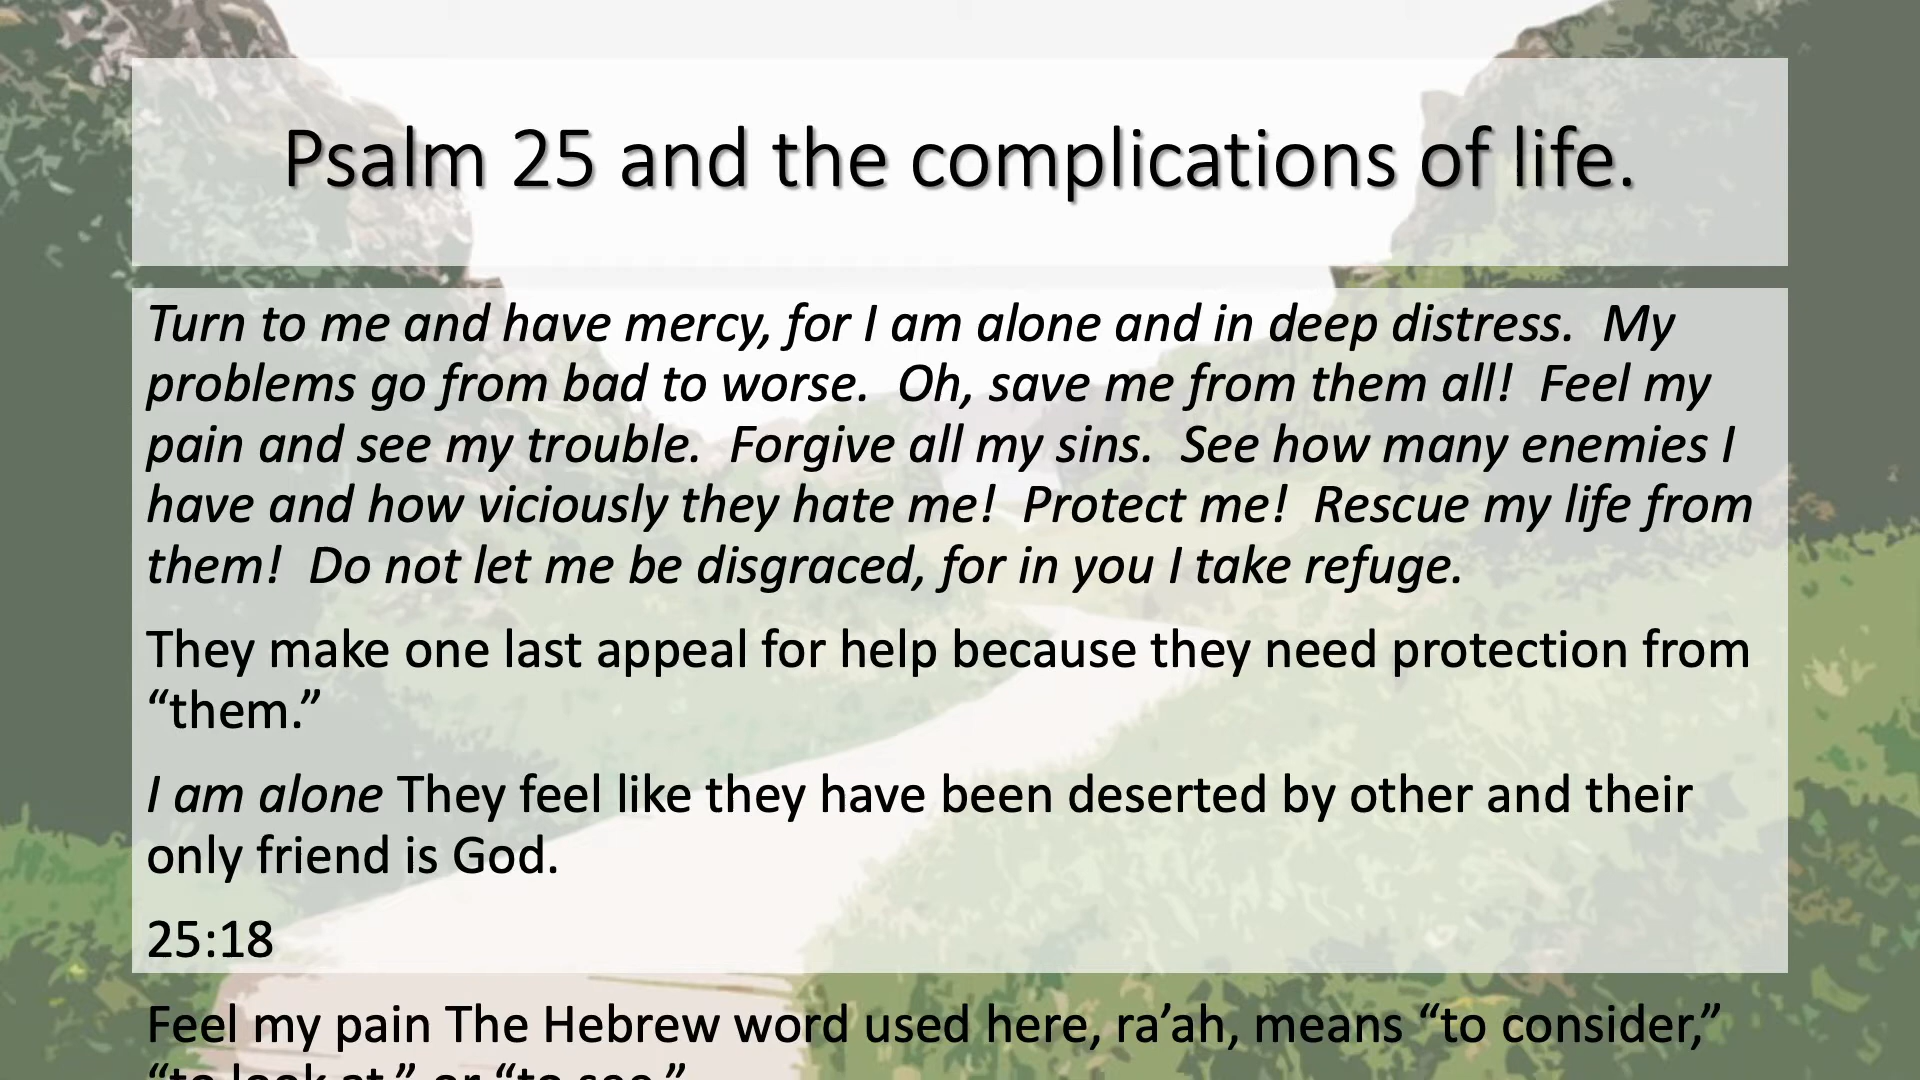 Psalm 25 and the complications of life.
Turn to me and have mercy, for I am alone and in deep distress.  My
problems go from bad to worse.  Oh, save me from them all!  Feel my
pain and see my trouble.  Forgive all my sins.  See how many enemies I
have and how viciously they hate me!  Protect me!  Rescue my life from
them!  Do not let me be disgraced, for in you I take refuge.
They make one last appeal for help because they need protection from
“them.”
I am alone They feel like they have been deserted by other and their
only friend is God.
25:18
Feel my pain The Hebrew word used here, ra’ah, means “to consider,”
“to look at,” or “to see.”